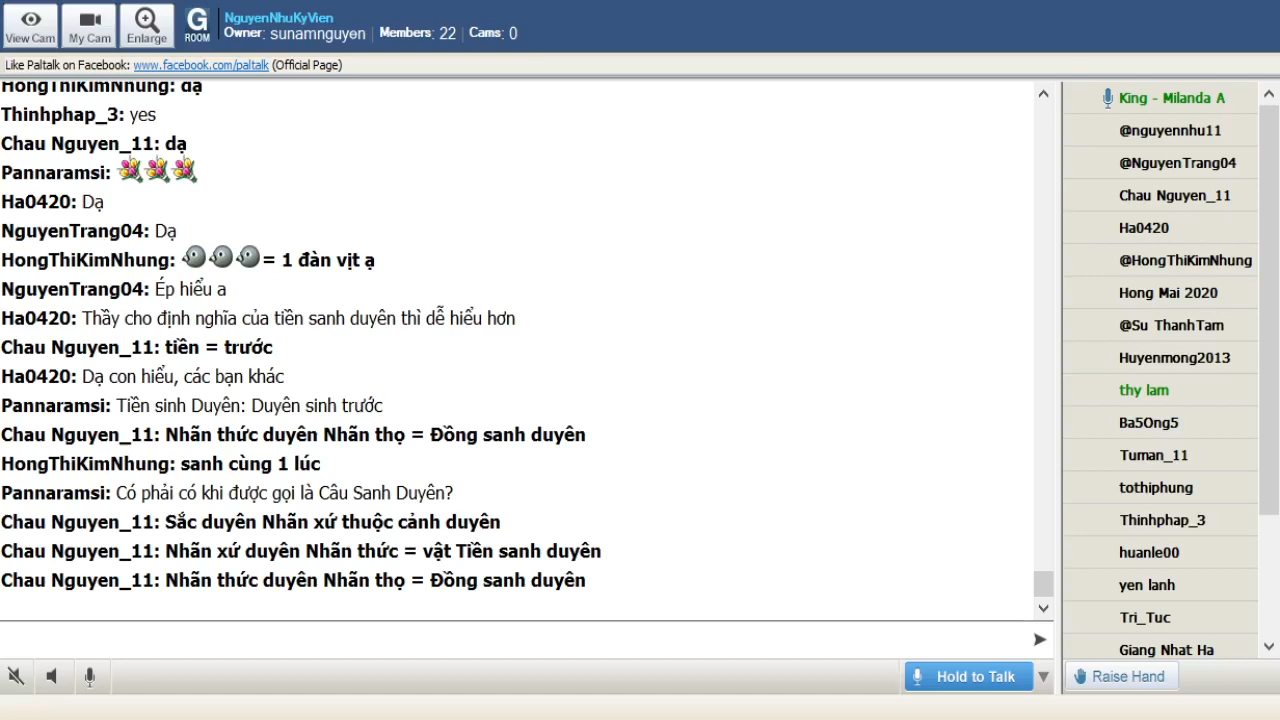 View Cam
My Cam
Enlarge
G
ROOM
NguyenNhuKyVien
Owner: sunamnguyen | Members: 22 | Cams: 0
Like Paltalk on Facebook: www.facebook.com/paltalk (Official Page)
HongThiKimNhung: dạ
Thinhphap_3: yes
Chau Nguyen_11: dạ
Pannaramsi:
Ha0420: Dạ
NguyenTrang04: Dạ
HongThiKimNhung: = 1 đàn vịt ạ
NguyenTrang04: Ép hiểu a
Ha0420: Thầy cho định nghĩa của tiền sanh duyên thì dễ hiểu hơn
Chau Nguyen_11: tiền = trước
Ha0420: Dạ con hiểu, các bạn khác
Pannaramsi: Tiền sinh Duyên: Duyên sinh trước
Chau Nguyen_11: Nhãn thức duyên Nhãn thọ = Đồng sanh duyên
HongThiKimNhung: sanh cùng 1 lúc
Pannaramsi: Có phải có khi được gọi là Câu Sanh Duyên?
Chau Nguyen_11: Sắc duyên Nhãn xứ thuộc cảnh duyên
Chau Nguyen_11: Nhãn xứ duyên Nhãn thức = vật Tiền sanh duyên
Chau Nguyen_11: Nhãn thức duyên Nhãn thọ = Đồng sanh duyên
King - Milanda A
@nguyennhu11
@NguyenTrang04
Chau Nguyen_11
Ha0420
@HongThiKimNhung
Hong Mai 2020
@Su ThanhTam
Huyenmong2013
thy lam
Ba5Ong5
Tuman_11
tothiphung
Thinhphap_3
huanle00
yen lanh
Tri_Tuc
Giang Nhat Ha
Hold to Talk
Raise Hand